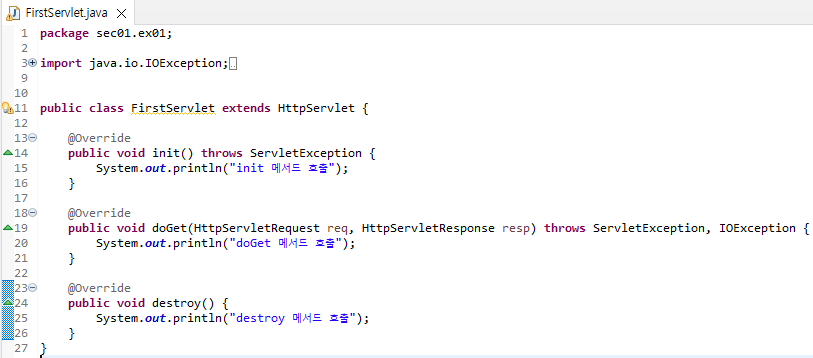 FirstServlet.java
1 package sec01.ex01;
2
3 import java.io.IOException;
9
10
11 public class FirstServlet extends HttpServlet {
12
13 @Override
14 public void init() throws ServletException {
15 System.out.println("init 메서드 호출");
16 }
17
18 @Override
19 public void doGet(HttpServletRequest req, HttpServletResponse resp) throws ServletException, IOException {
20 System.out.println("doGet 메서드 호출");
21 }
22
23 @Override
24 public void destroy() {
25 System.out.println("destroy 메서드 호출");
26 }
27 }